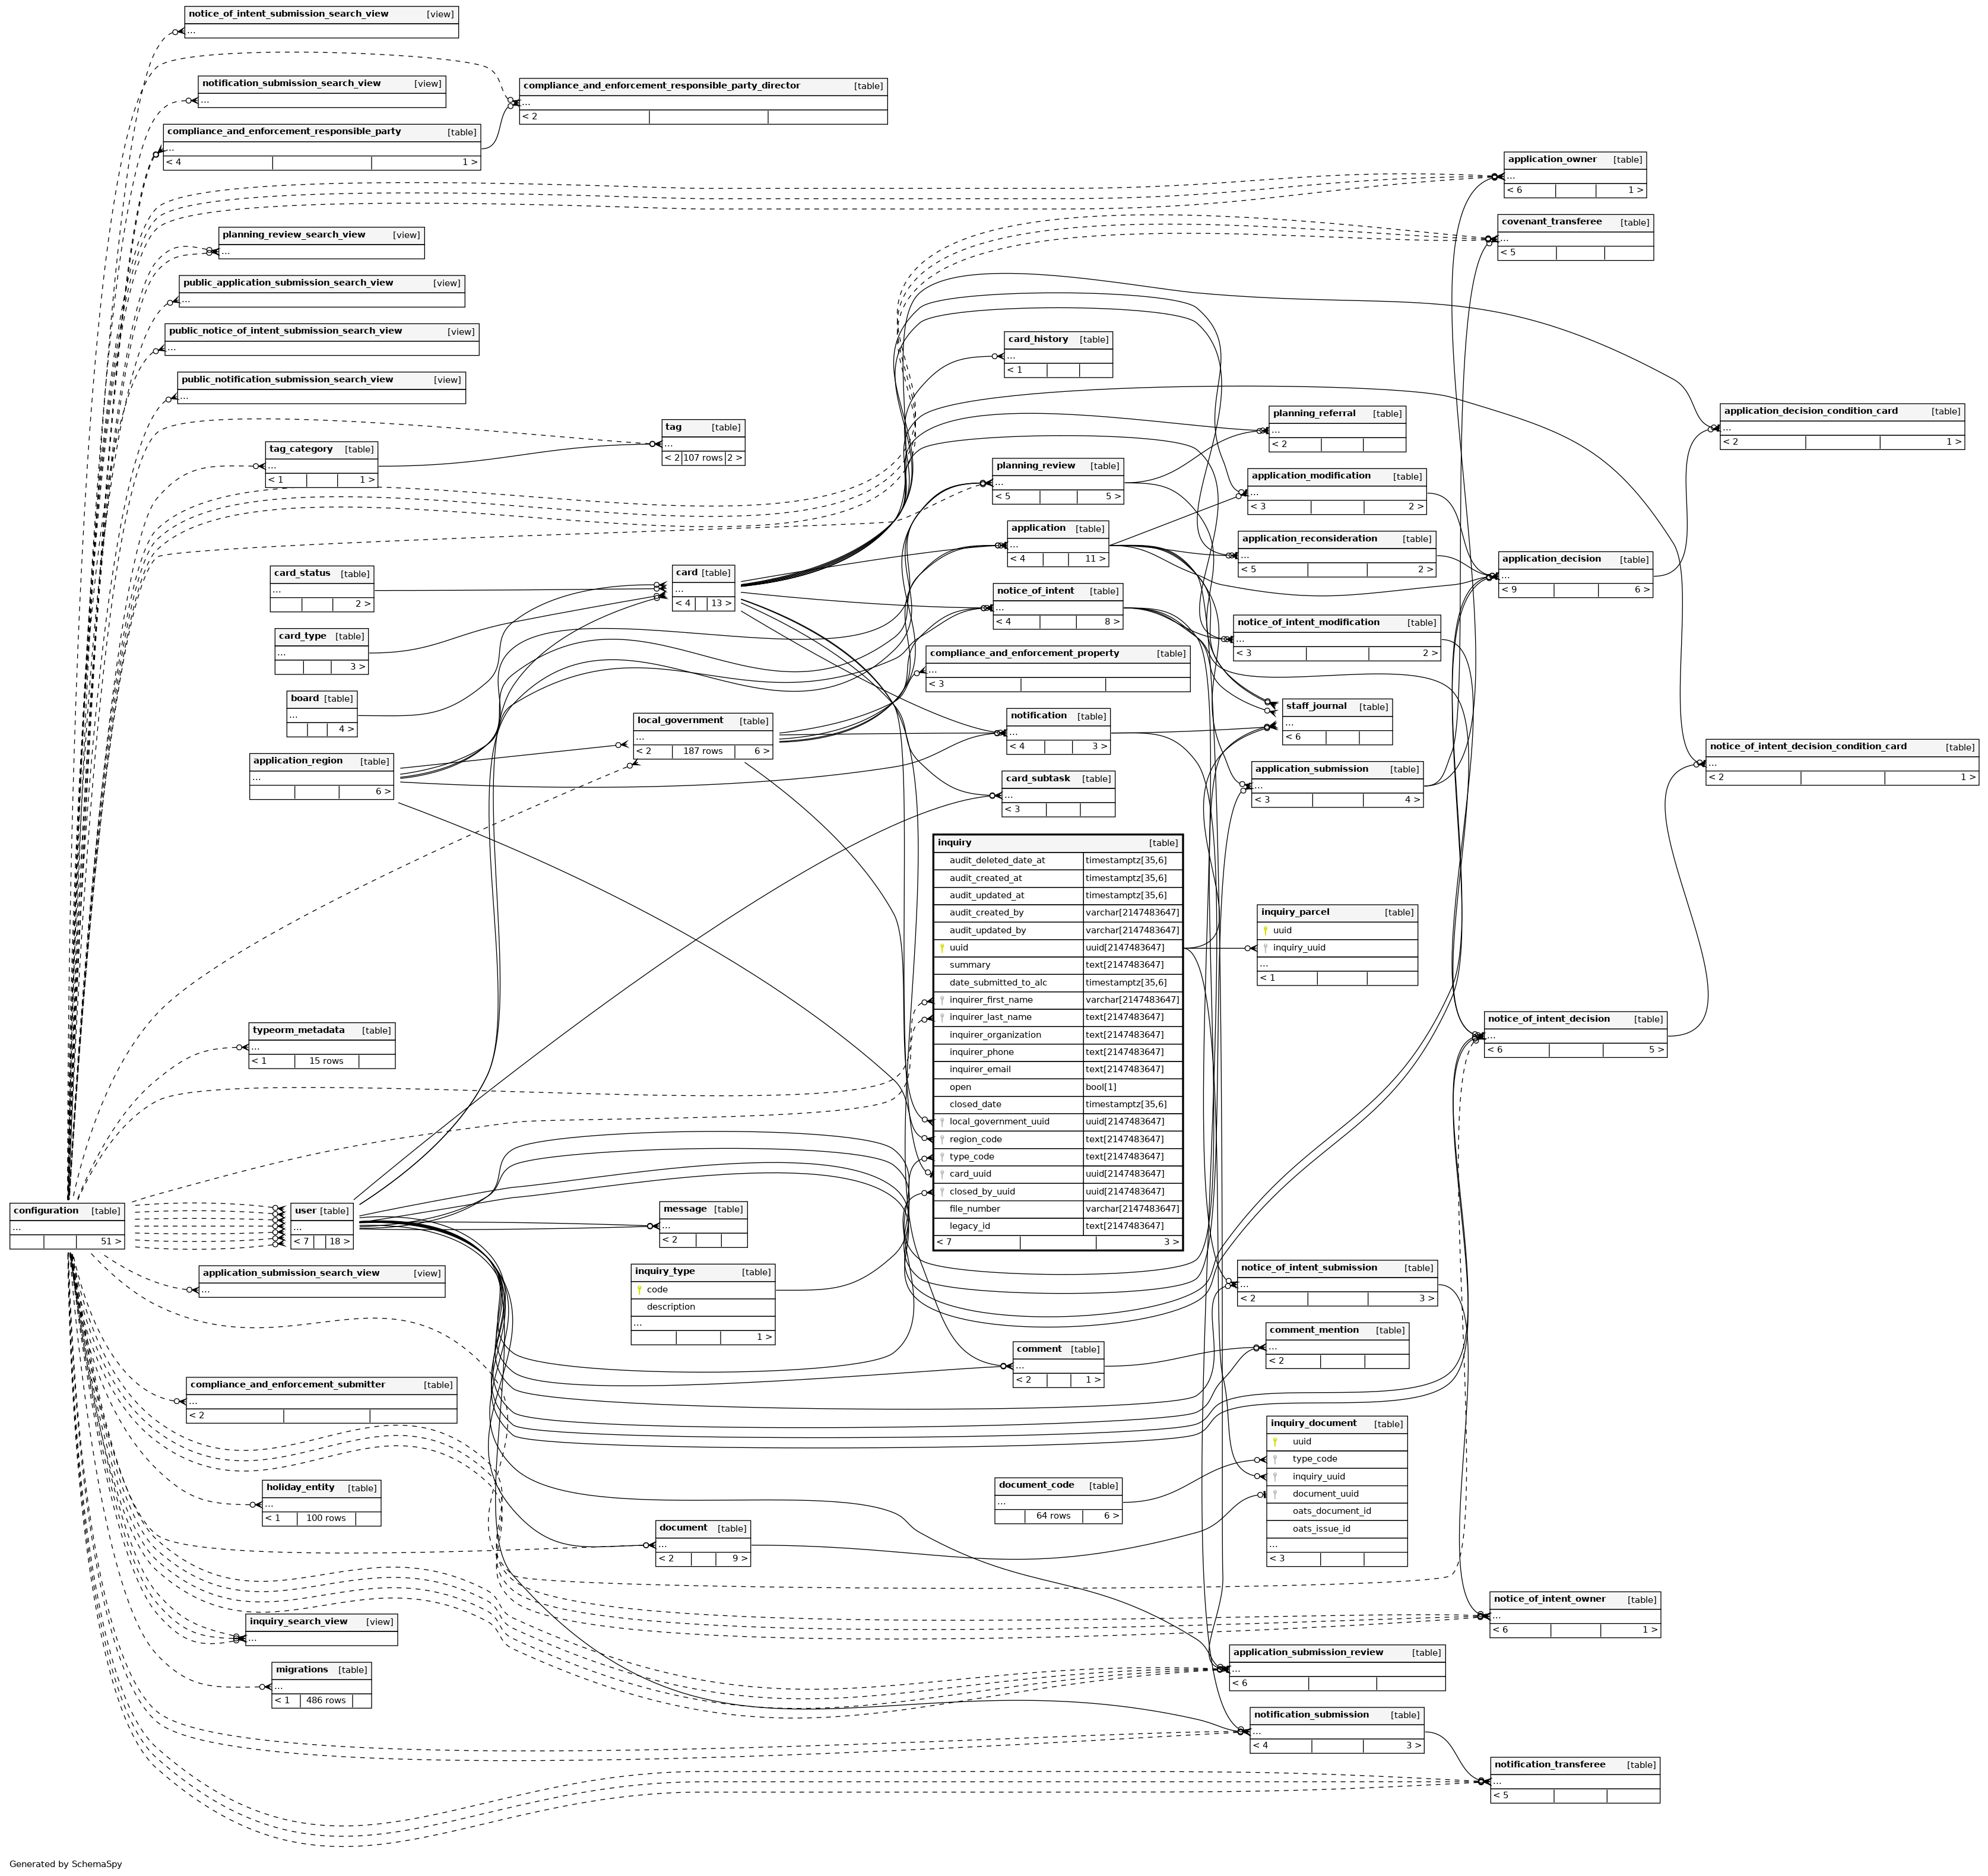 notice_of_intent_submission_search_view [view]
...
notification_submission_search_view [view]
...
compliance_and_enforcement_responsible_party_director [table]
...
< 2
compliance_and_enforcement_responsible_party [table]
...
< 4 1 >
application_owner [table]
...
< 6 1 >
covenant_transferee [table]
...
< 5
planning_review_search_view [view]
...
public_application_submission_search_view [view]
...
public_notice_of_intent_submission_search_view [view]
...
public_notification_submission_search_view [view]
...
card_history [table]
...
< 1
tag [table]
...
< 2 107 rows 2 >
tag_category [table]
...
< 1 1 >
planning_referral [table]
...
< 2
application_decision_condition_card [table]
...
< 2 1 >
planning_review [table]
...
< 5 5 >
application_modification [table]
...
< 3 2 >
application [table]
...
< 4 11 >
application_reconsideration [table]
...
< 5 2 >
application_decision [table]
...
< 9 6 >
card_status [table]
...
2 >
card [table]
...
< 4 13 >
notice_of_intent [table]
...
< 4 8 >
card_type [table]
...
3 >
notice_of_intent_modification [table]
...
< 3 2 >
compliance_and_enforcement_property [table]
...
< 3
board [table]
...
4 >
local_government [table]
...
< 2 187 rows 6 >
notification [table]
...
< 4 3 >
staff_journal [table]
...
< 6
application_region [table]
...
6 >
notice_of_intent_decision_condition_card [table]
...
< 2 1 >
card_subtask [table]
...
< 3
application_submission [table]
...
< 3 4 >
inquiry [table]
audit_deleted_date_at timestamptz[35,6]
audit_created_at timestamptz[35,6]
audit_updated_at timestamptz[35,6]
audit_created_by varchar[2147483647]
audit_updated_by varchar[2147483647]
uuid uuid[2147483647]
summary text[2147483647]
date_submitted_to_alc timestamptz[35,6]
inquirer_first_name varchar[2147483647]
inquirer_last_name text[2147483647]
inquirer_organization text[2147483647]
inquirer_phone text[2147483647]
inquirer_email text[2147483647]
open bool[1]
closed_date timestamptz[35,6]
local_government_uuid uuid[2147483647]
region_code text[2147483647]
type_code text[2147483647]
card_uuid uuid[2147483647]
closed_by_uuid uuid[2147483647]
file_number varchar[2147483647]
legacy_id text[2147483647]
< 7 3 >
inquiry_parcel [table]
uuid
inquiry_uuid
...
< 1
notice_of_intent_decision [table]
...
< 6 5 >
typeorm_metadata [table]
...
< 1 15 rows
configuration [table]
...
51 >
user [table]
...
< 7 18 >
message [table]
...
< 2
application_submission_search_view [view]
...
inquiry_type [table]
code
description
...
1 >
notice_of_intent_submission [table]
...
< 2 3 >
comment_mention [table]
...
< 2
comment [table]
...
< 2 1 >
compliance_and_enforcement_submitter [table]
...
< 2
inquiry_document [table]
uuid
type_code
inquiry_uuid
document_uuid
oats_document_id
oats_issue_id
...
< 3
document_code [table]
...
64 rows 6 >
holiday_entity [table]
...
< 1 100 rows
document [table]
...
< 2 9 >
notice_of_intent_owner [table]
...
< 6 1 >
inquiry_search_view [view]
...
application_submission_review [table]
...
< 6
migrations [table]
...
< 1 486 rows
notification_submission [table]
...
< 4 3 >
notification_transferee [table]
...
< 5
Generated by SchemaSpy